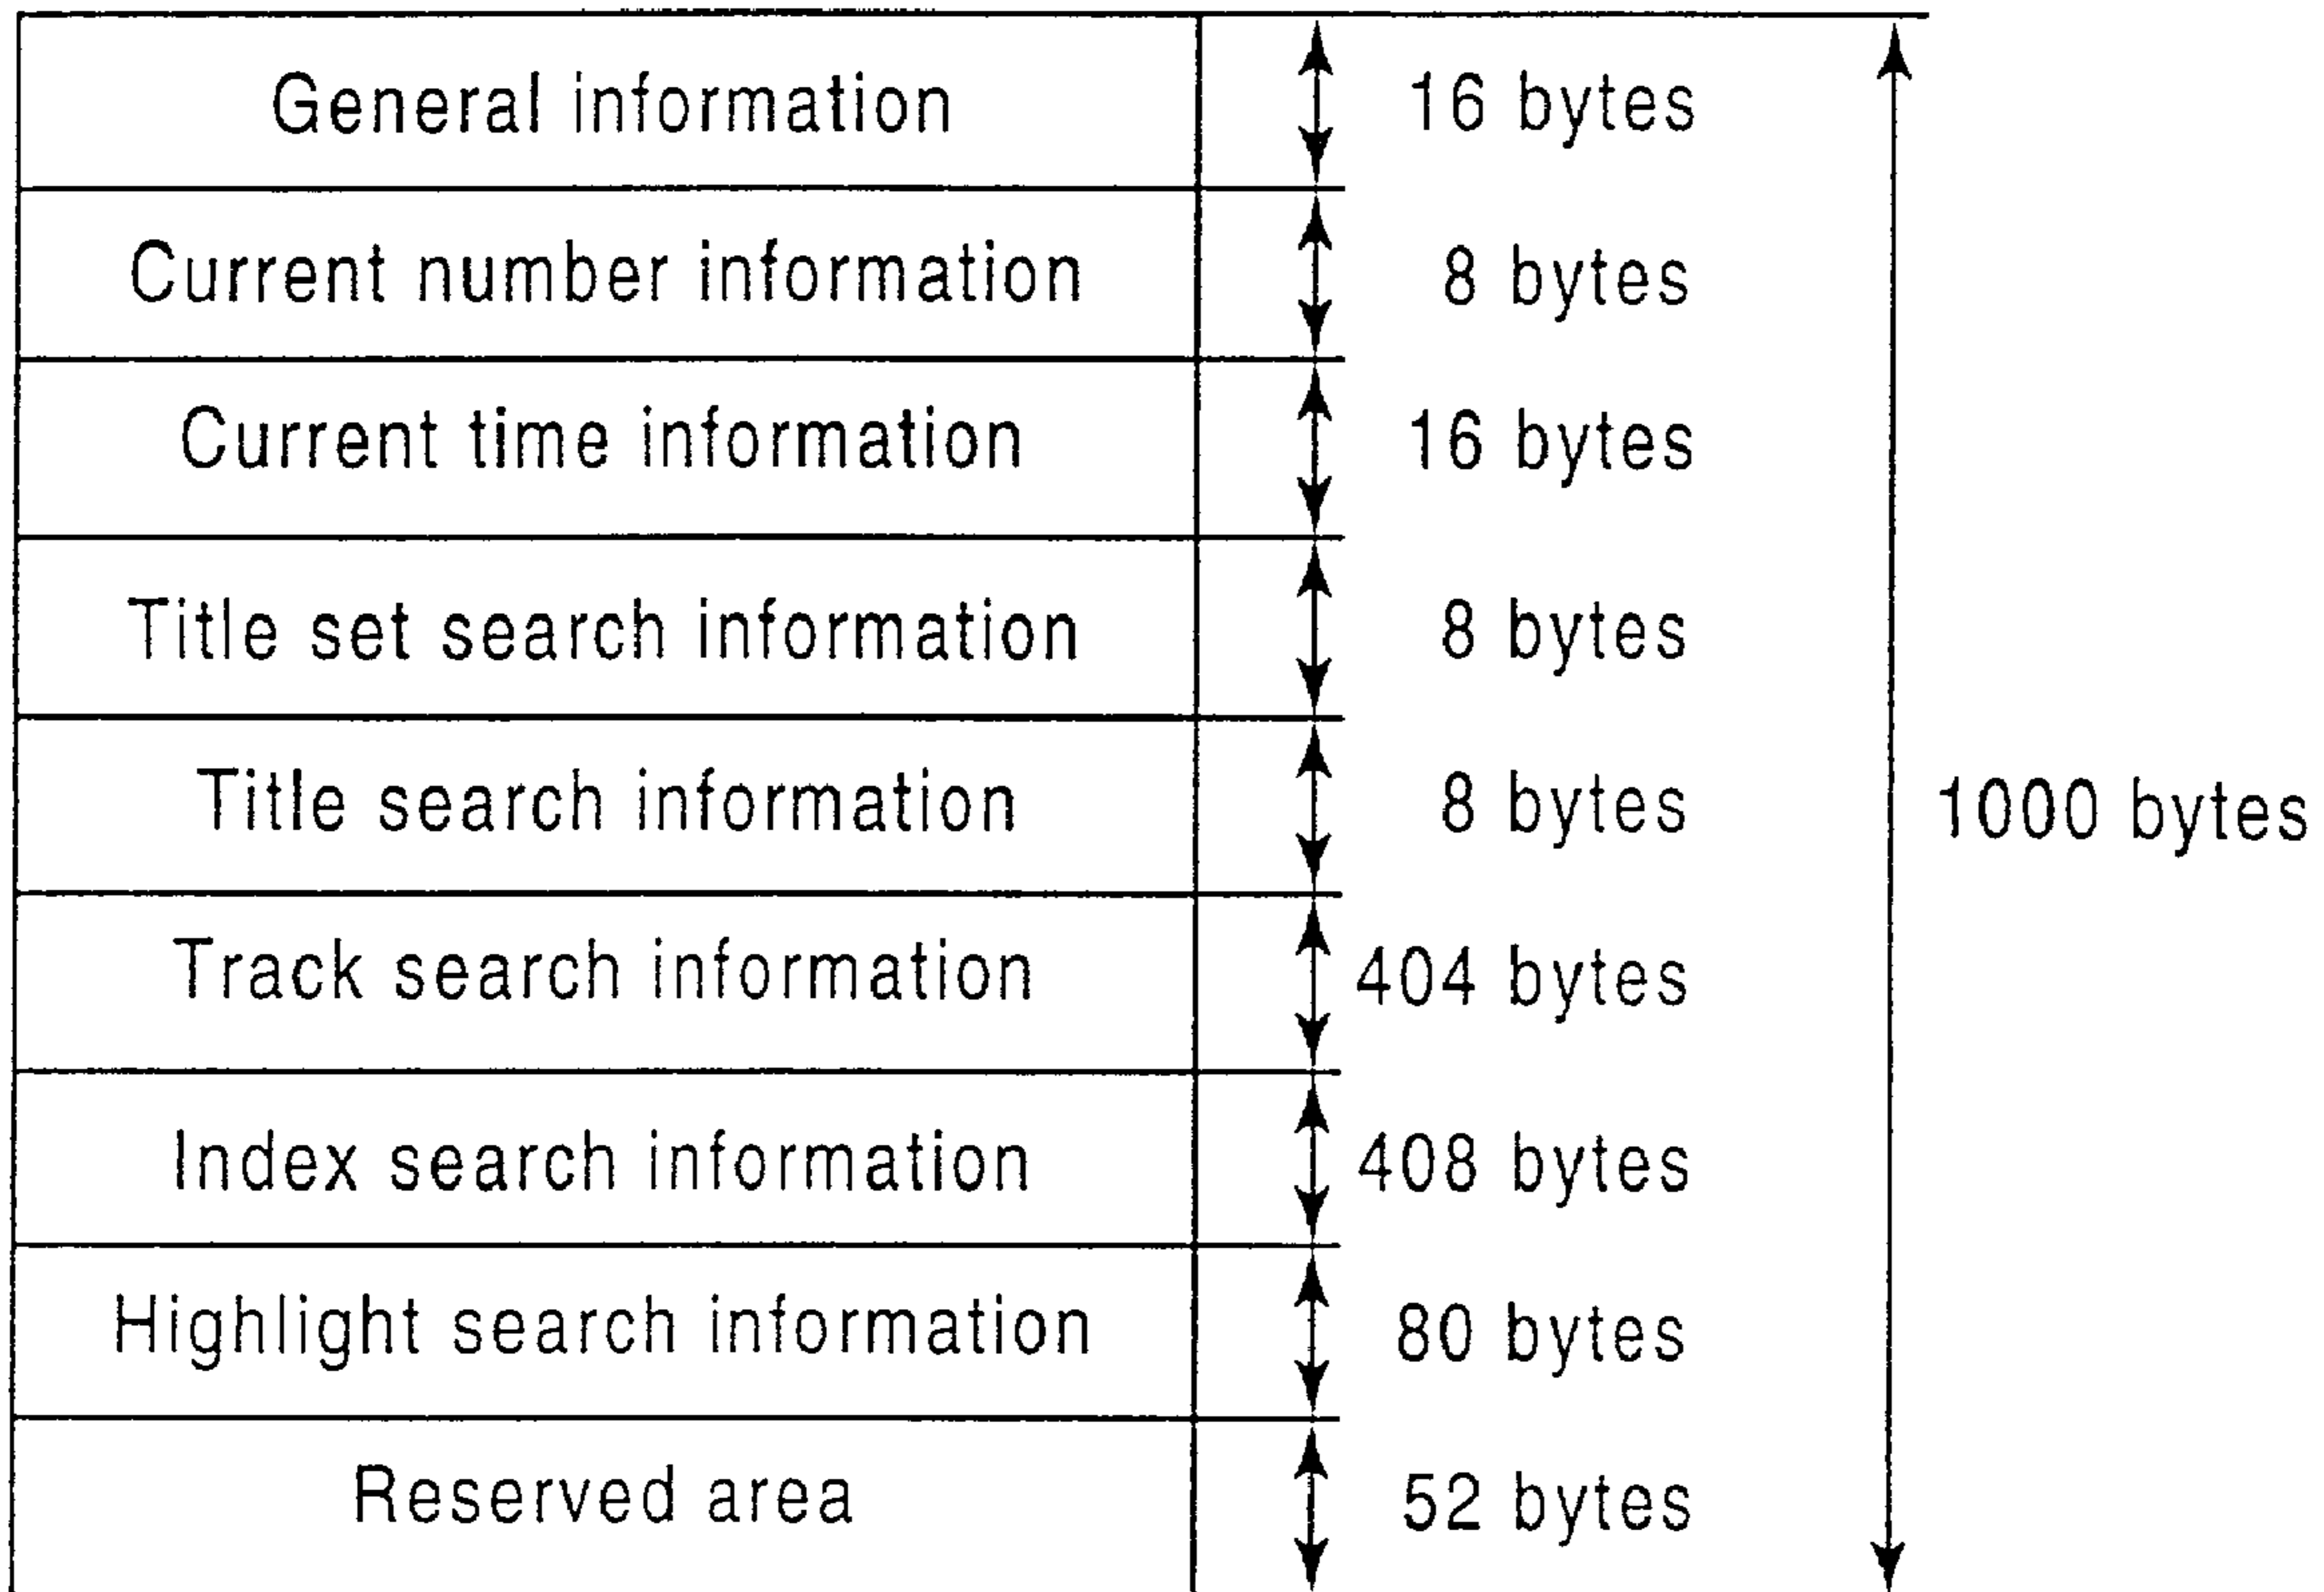 General information 16 bytes
Current number information 8 bytes
Current time information 16 bytes
Title set search information 8 bytes
Title search information 8 bytes
1000 bytes
Track search information 404 bytes
Index search information 408 bytes
Highlight search information 80 bytes
Reserved area 52 bytes